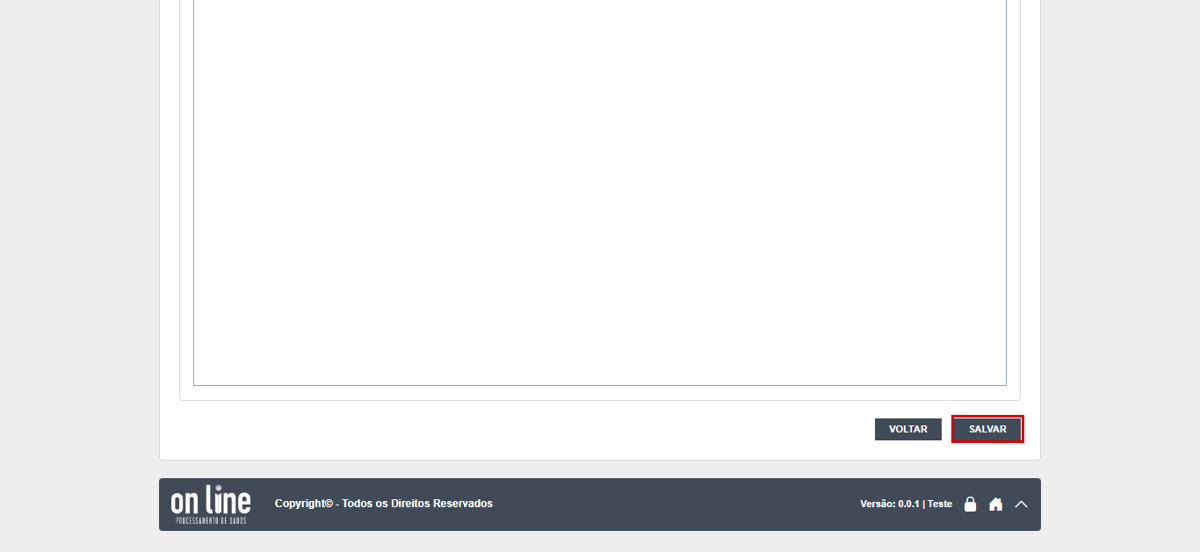 VOLTAR SALVAR
on line
PROCESSAMENTO DE DADOS
Copyright© - Todos os Direitos Reservados
Versão: 0.0.1 | Teste